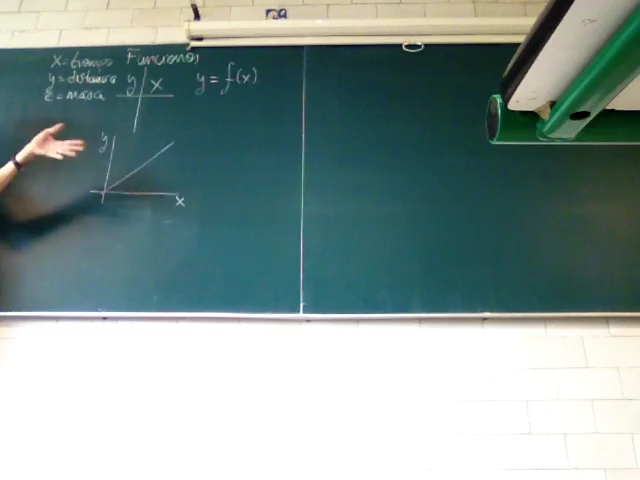 Funciones
x = tiempo
y = distancia
z = masa
y x
y = f(x)
y
x